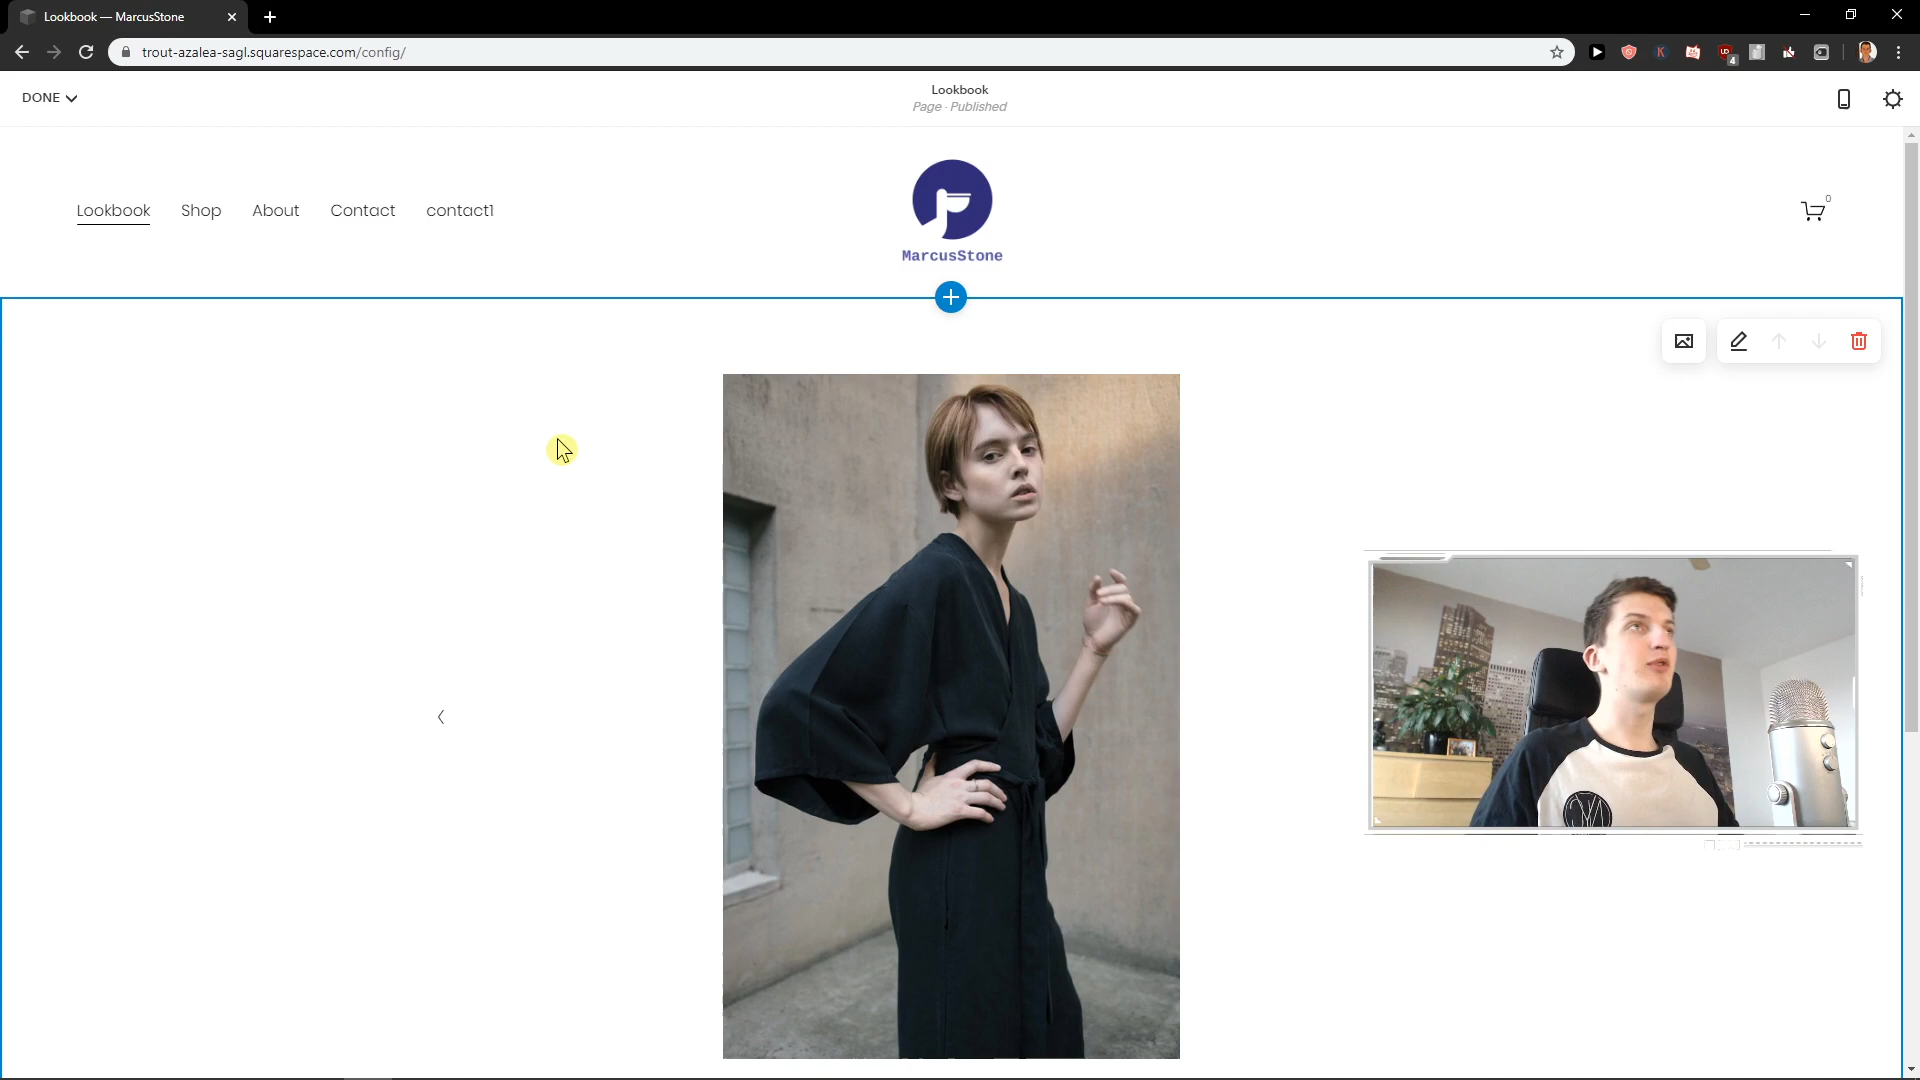 Lookbook — MarcusStone
trout-azalea-sagl.squarespace.com/config/
4
DONE
Lookbook
Page · Published
Lookbook
Shop
About
Contact
contact1
MarcusStone
0